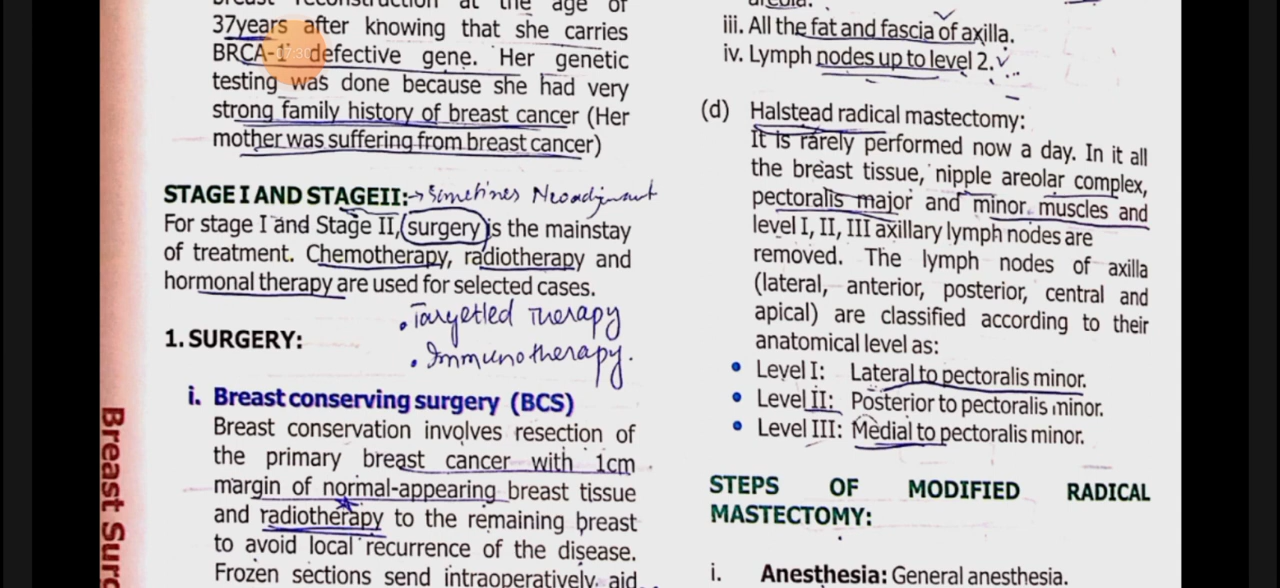 37years after knowing that she carries
BRCA-1 defective gene. Her genetic
testing was done because she had very
strong family history of breast cancer (Her
mother was suffering from breast cancer)
STAGE I AND STAGE II:→ Sometimes Neoadjuvant
For stage I and Stage II, surgery is the mainstay
of treatment. Chemotherapy, radiotherapy and
hormonal therapy are used for selected cases.
• Targetled Therapy
• Immunotherapy.
1. SURGERY:
i. Breast conserving surgery (BCS)
Breast conservation involves resection of
the primary breast cancer with 1cm
margin of normal-appearing breast tissue
and radiotherapy to the remaining breast
to avoid local recurrence of the disease.
Frozen sections send intraoperatively, aid
Breast Surg
areola.
iii. All the fat and fascia of axilla.
iv. Lymph nodes up to level 2.
(d) Halstead radical mastectomy:
It is rarely performed now a day. In it all
the breast tissue, nipple areolar complex,
pectoralis major and minor muscles and
level I, II, III axillary lymph nodes are
removed. The lymph nodes of axilla
(lateral, anterior, posterior, central and
apical) are classified according to their
anatomical level as:
• Level I: Lateral to pectoralis minor.
• Level II: Posterior to pectoralis minor.
• Level III: Medial to pectoralis minor.
STEPS OF MODIFIED RADICAL
MASTECTOMY:
i. Anesthesia: General anesthesia.